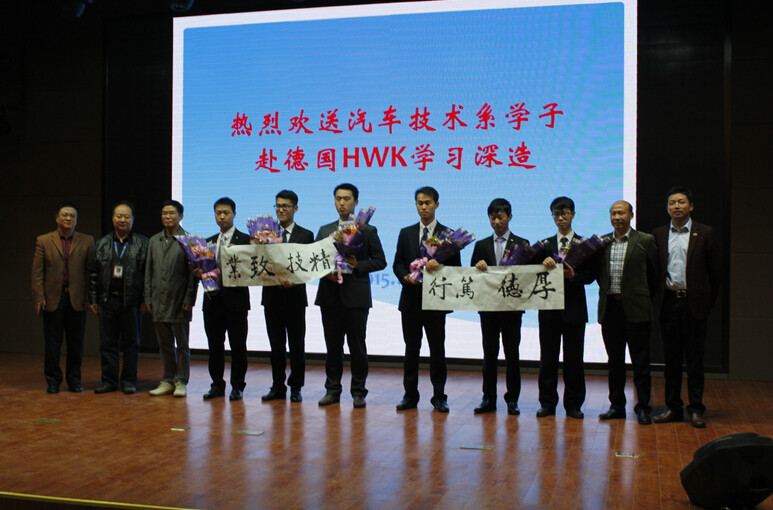 热烈欢送汽车技术系学子
赴德国HWK学习深造
業致技精
行篤德厚